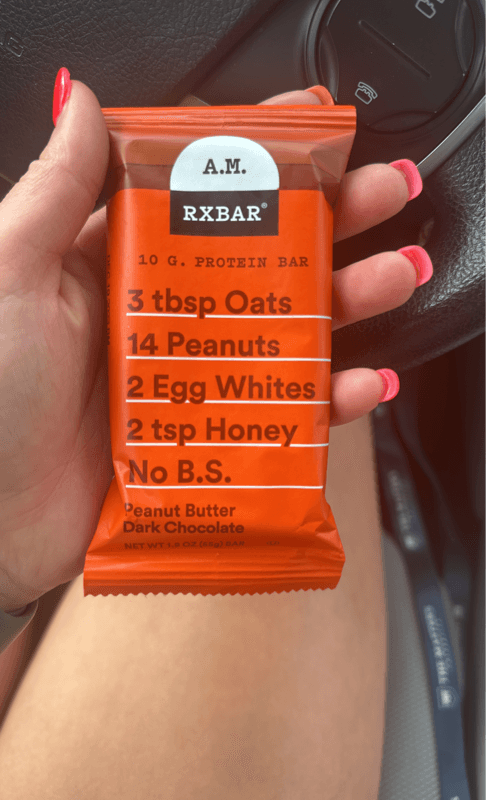 A.M.
RXBAR®
10 G. PROTEIN BAR
3 tbsp Oats
14 Peanuts
2 Egg Whites
2 tsp Honey
No B.S.
Peanut Butter
Dark Chocolate